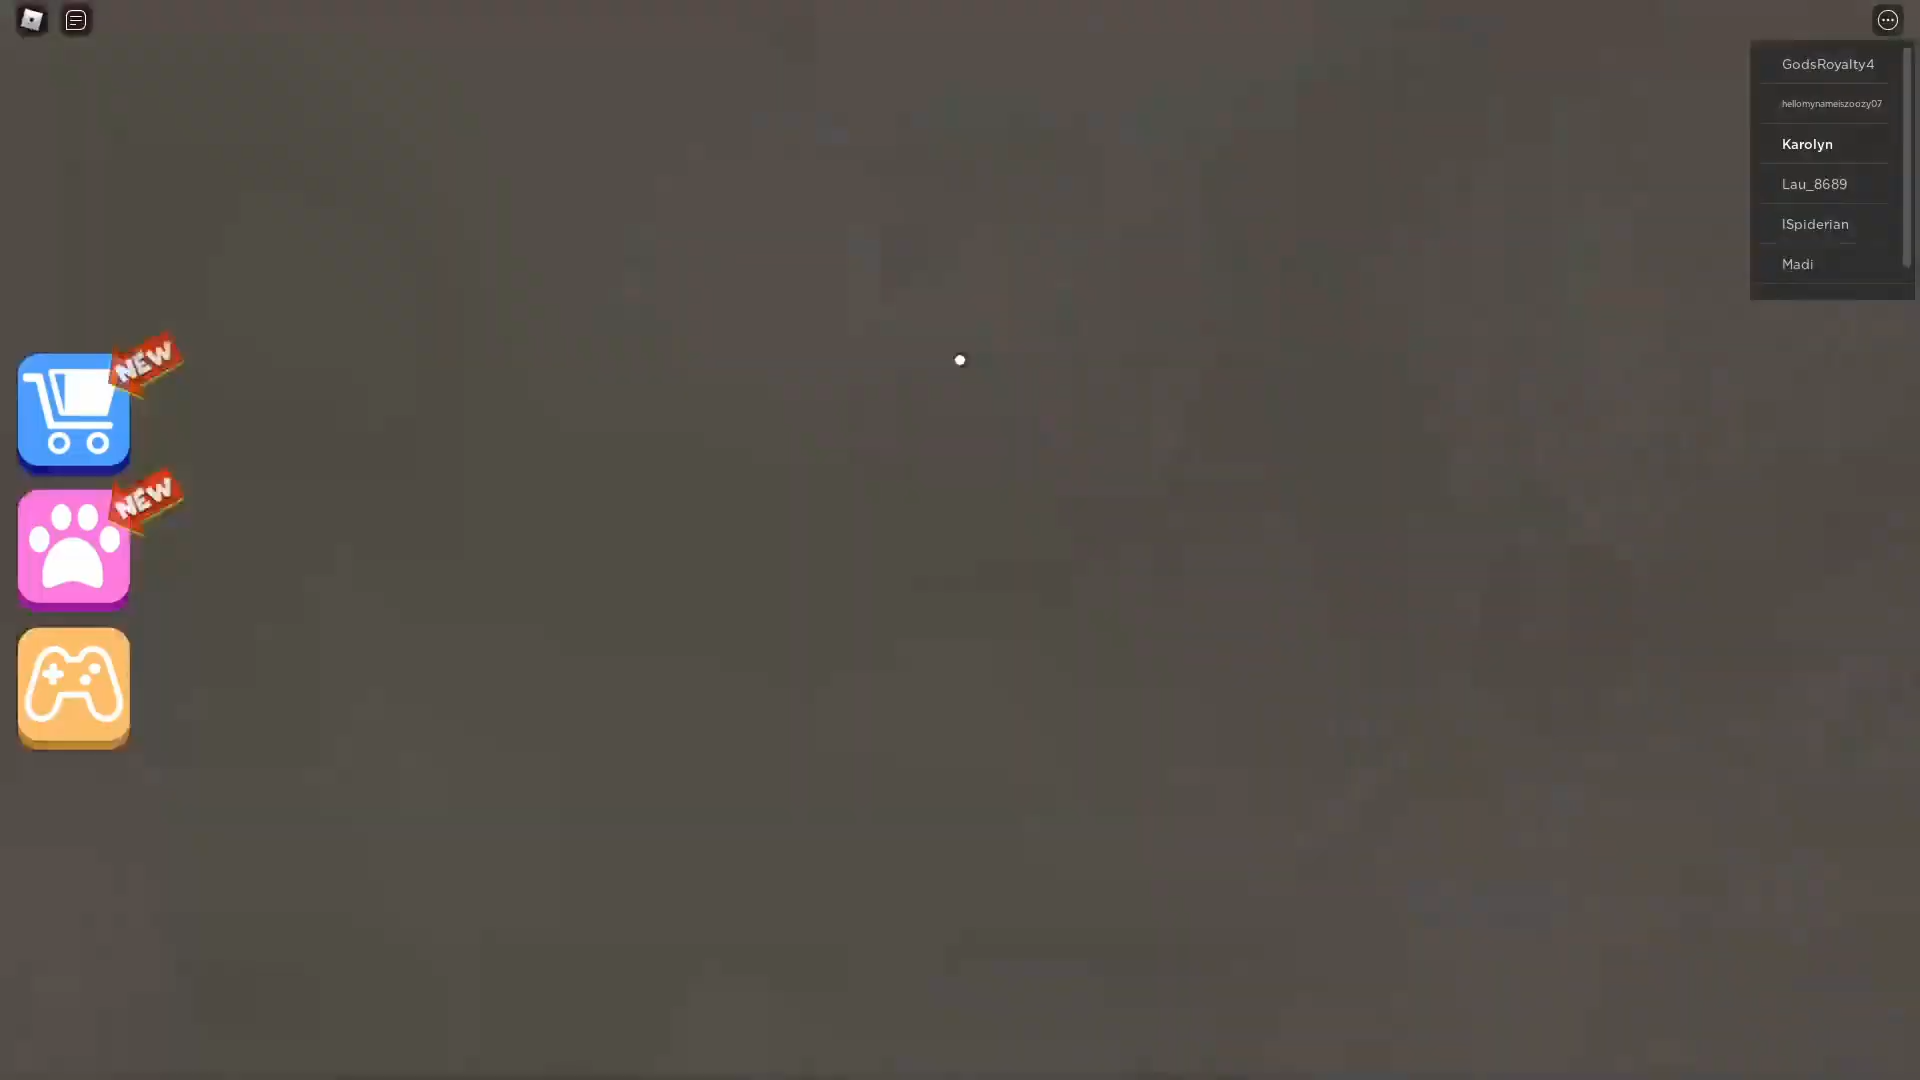 GodsRoyalty4
hellomynameiszoozy07
Karolyn
Lau_8689
ISpiderian
Madi
NEW
NEW